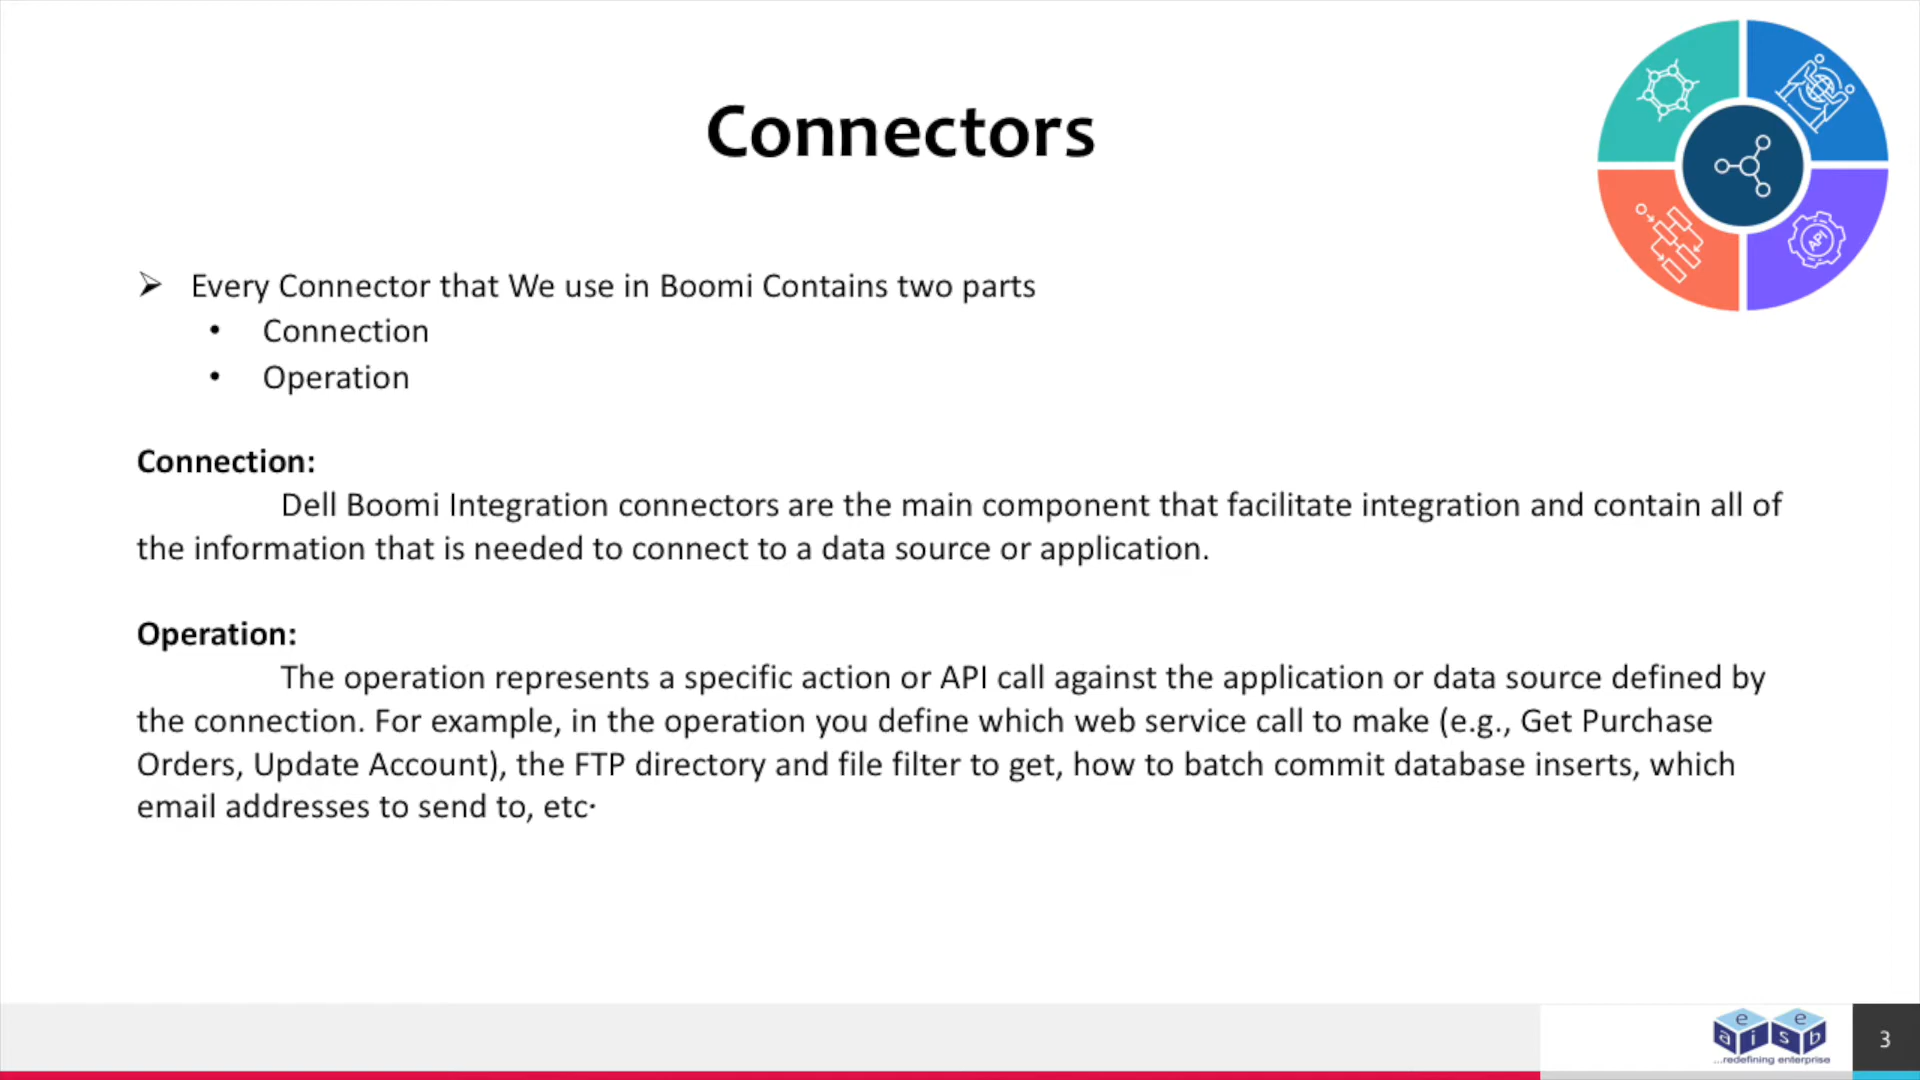 Connectors
API
➢ Every Connector that We use in Boomi Contains two parts
• Connection
• Operation
Connection:
Dell Boomi Integration connectors are the main component that facilitate integration and contain all of
the information that is needed to connect to a data source or application.
Operation:
The operation represents a specific action or API call against the application or data source defined by
the connection. For example, in the operation you define which web service call to make (e.g., Get Purchase
Orders, Update Account), the FTP directory and file filter to get, how to batch commit database inserts, which
email addresses to send to, etc·
e e
a i s b
...redefining enterprise
3